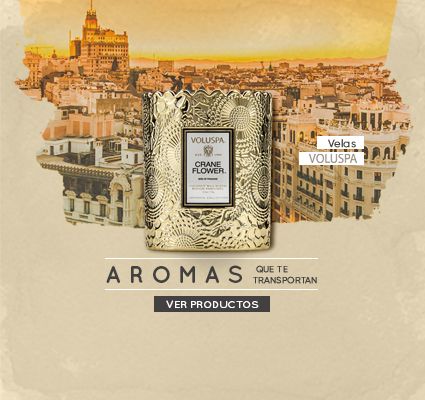 Velas
VOLUSPA
VOLUSPA
CRANE
FLOWER.
AROMAS QUE TE
TRANSPORTAN
VER PRODUCTOS